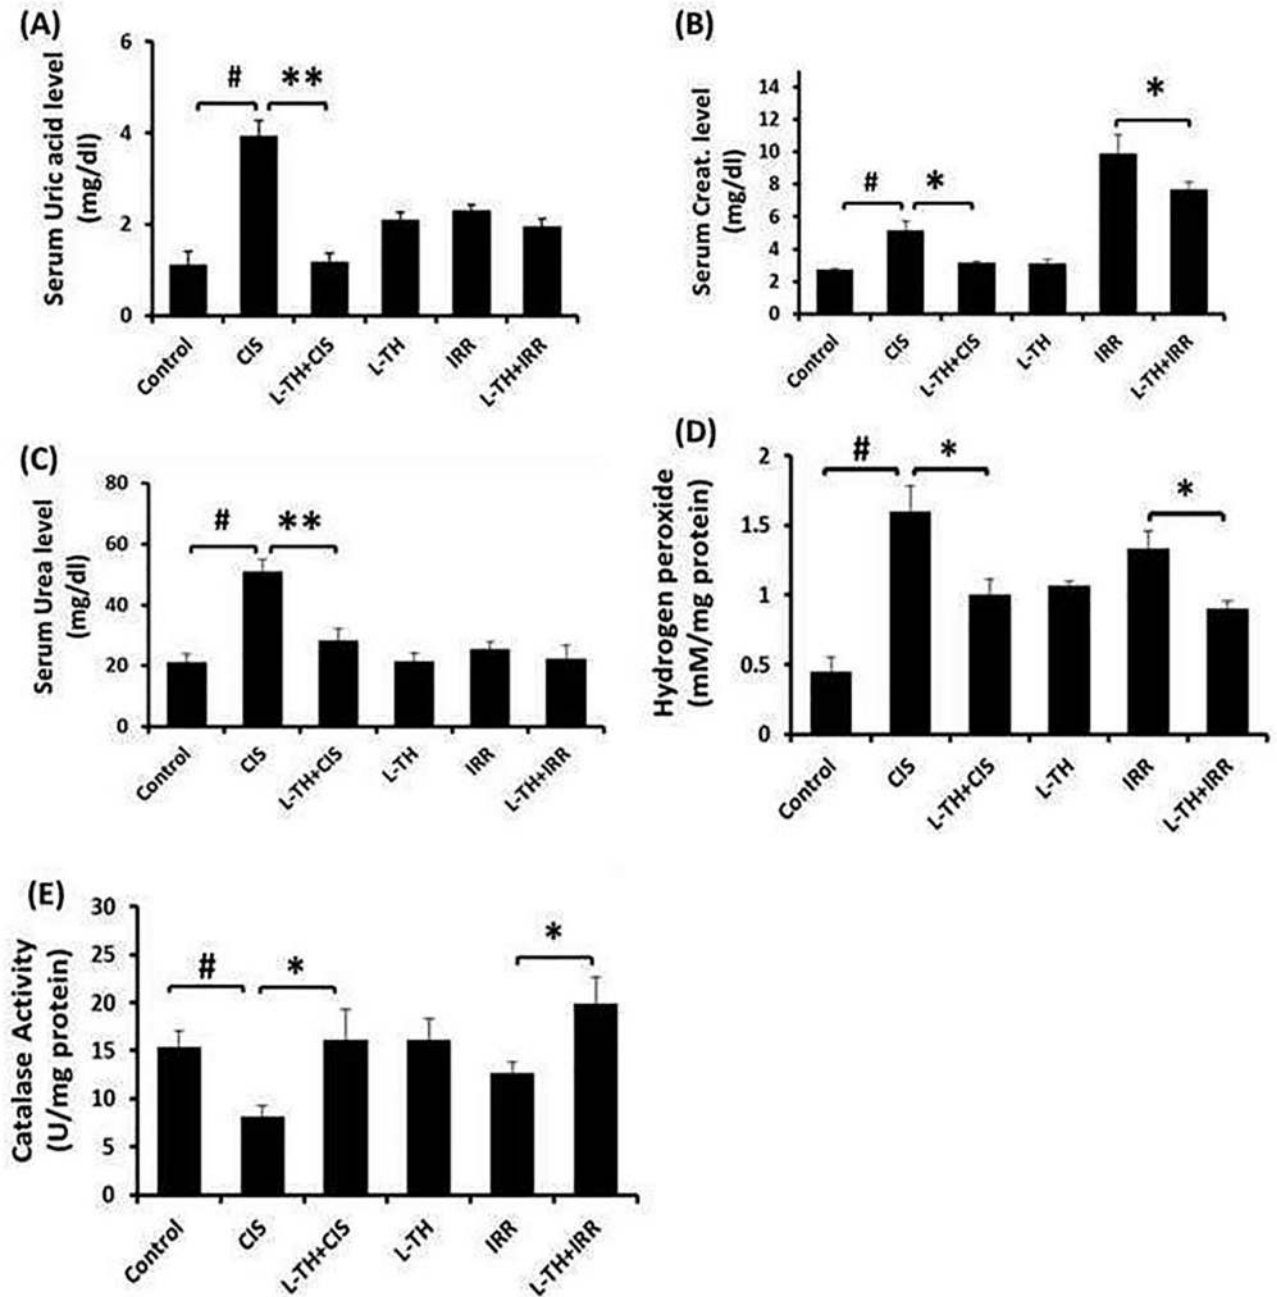 (A)
Serum Uric acid level
(mg/dl)
6
4
2
0
# **
Control
CIS
L-TH+CIS
L-TH
IRR
L-TH+IRR
(B)
Serum Creat. level
(mg/dl)
14
12
10
8
6
4
2
0
# *
*
Control
CIS
L-TH+CIS
L-TH
IRR
L-TH+IRR
(C)
Serum Urea level
(mg/dl)
80
60
40
20
0
# **
Control
CIS
L-TH+CIS
L-TH
IRR
L-TH+IRR
(D)
Hydrogen peroxide
(mM/mg protein)
2
1.5
1
0.5
0
# *
*
Control
CIS
L-TH+CIS
L-TH
IRR
L-TH+IRR
(E)
Catalase Activity
(U/mg protein)
30
25
20
15
10
5
0
# *
*
Control
CIS
L-TH+CIS
L-TH
IRR
L-TH+IRR